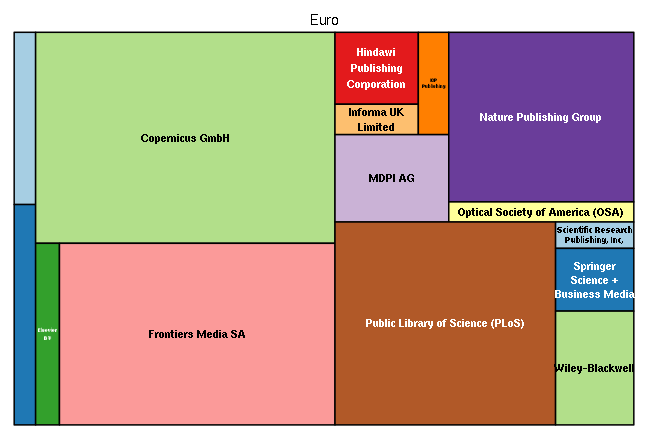 Euro
Hindawi
Publishing
Corporation
IOP
Publishing
Informa UK
Limited
Copernicus GmbH
Nature Publishing Group
MDPI AG
Optical Society of America (OSA)
Scientific Research
Publishing, Inc,
Springer
Science +
Business Media
Elsevier
BV
Frontiers Media SA
Public Library of Science (PLoS)
Wiley-Blackwell